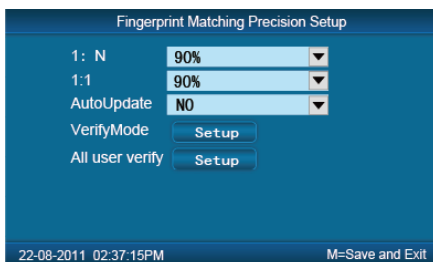 Fingerprint Matching Precision Setup
1: N 90%
1:1 90%
AutoUpdate NO
VerifyMode Setup
All user verify Setup
22-08-2011 02:37:15PM M=Save and Exit